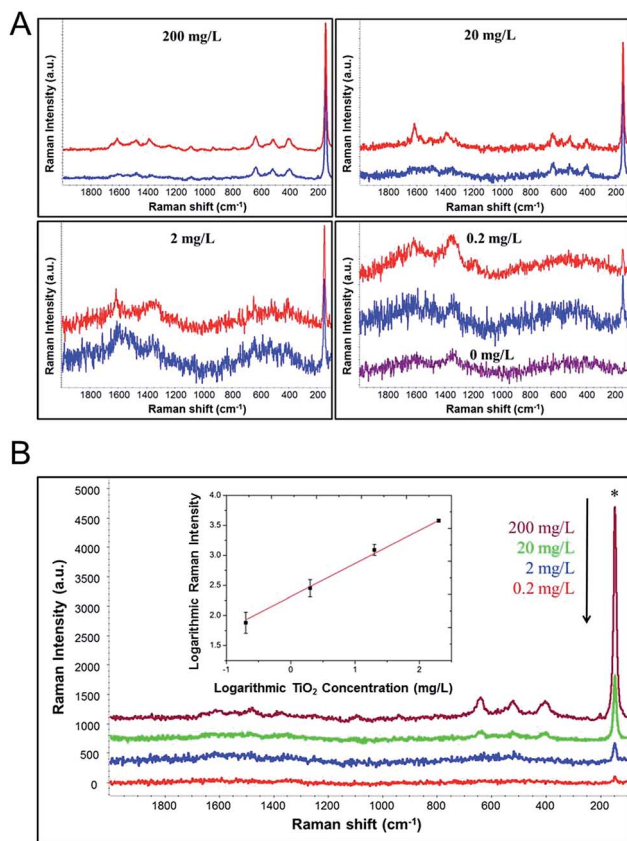 A
200 mg/L
Raman Intensity (a.u.)
1600 1400 1200 1000 800 600 400 200
Raman shift (cm⁻¹)
20 mg/L
Raman Intensity (a.u.)
1800 1600 1400 1200 1000 800 600 400 200
Raman shift (cm⁻¹)
2 mg/L
Raman Intensity (a.u.)
1800 1600 1400 1200 1000 800 600 400 200
Raman shift (cm⁻¹)
0.2 mg/L
0 mg/L
Raman Intensity (a.u.)
1800 1600 1400 1200 1000 800 600 400 200
Raman shift (cm⁻¹)
B
Raman Intensity (a.u.)
5000
4500
4000
3500
3000
2500
2000
1500
1000
500
0
Logarithmic Raman Intensity
4.0
3.5
3.0
2.5
2.0
1.5
-1 0 1 2
Logarithmic TiO₂ Concentration (mg/L)
*
200 mg/L
20 mg/L
2 mg/L
0.2 mg/L
1800 1600 1400 1200 1000 800 600 400 200
Raman shift (cm⁻¹)